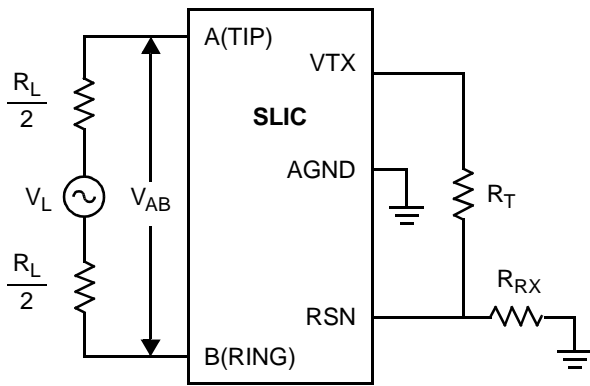 A(TIP)
VTX
R_L
2
SLIC
AGND
V_L
V_AB
R_T
R_L
2
R_RX
RSN
B(RING)